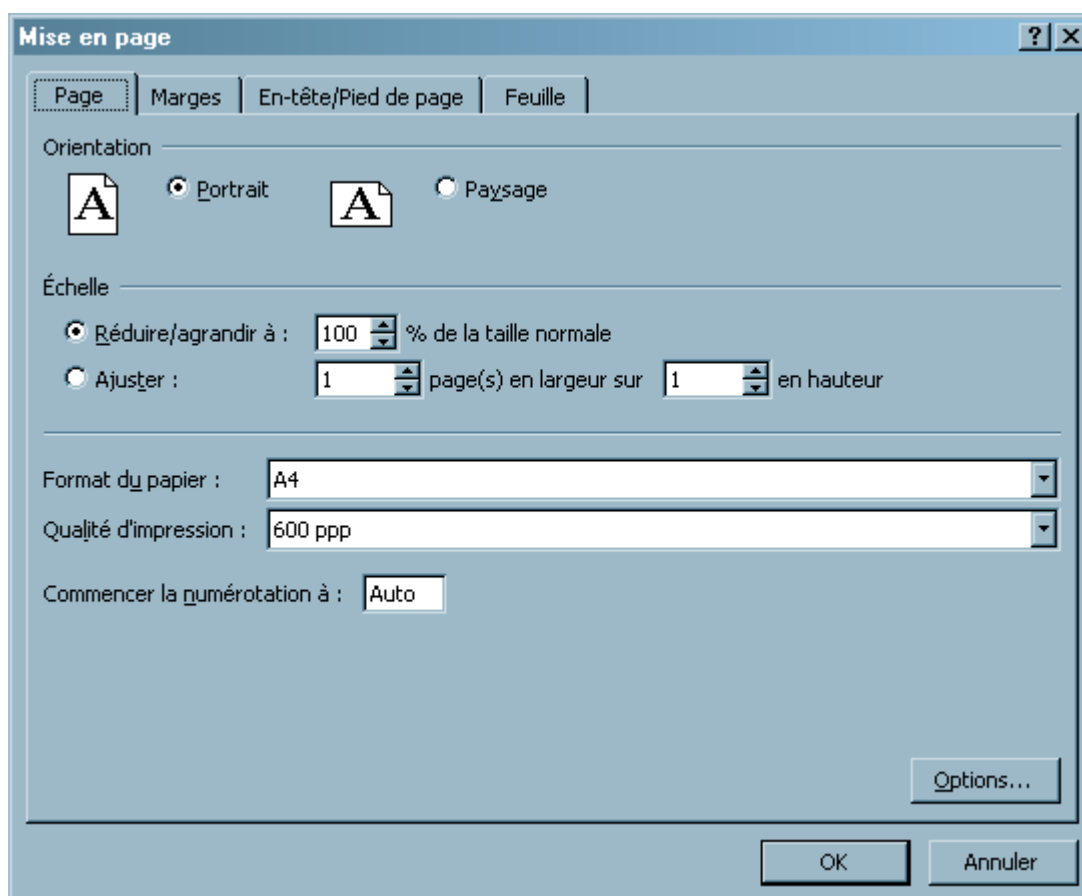 Mise en page
Page Marges En-tête/Pied de page Feuille
Orientation
A Portrait A Paysage
Échelle
Réduire/agrandir à : 100 % de la taille normale
Ajuster : 1 page(s) en largeur sur 1 en hauteur
Format du papier : A4
Qualité d'impression : 600 ppp
Commencer la numérotation à : Auto
Options...
OK Annuler